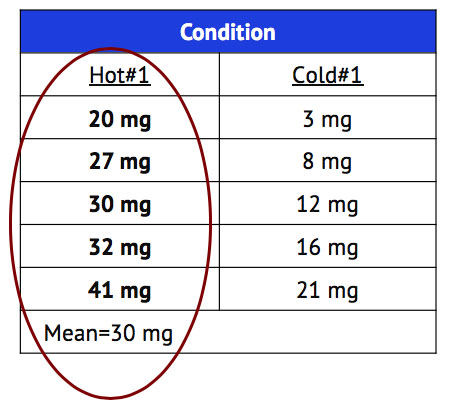 Condition
Hot#1 Cold#1
20 mg 3 mg
27 mg 8 mg
30 mg 12 mg
32 mg 16 mg
41 mg 21 mg
Mean=30 mg